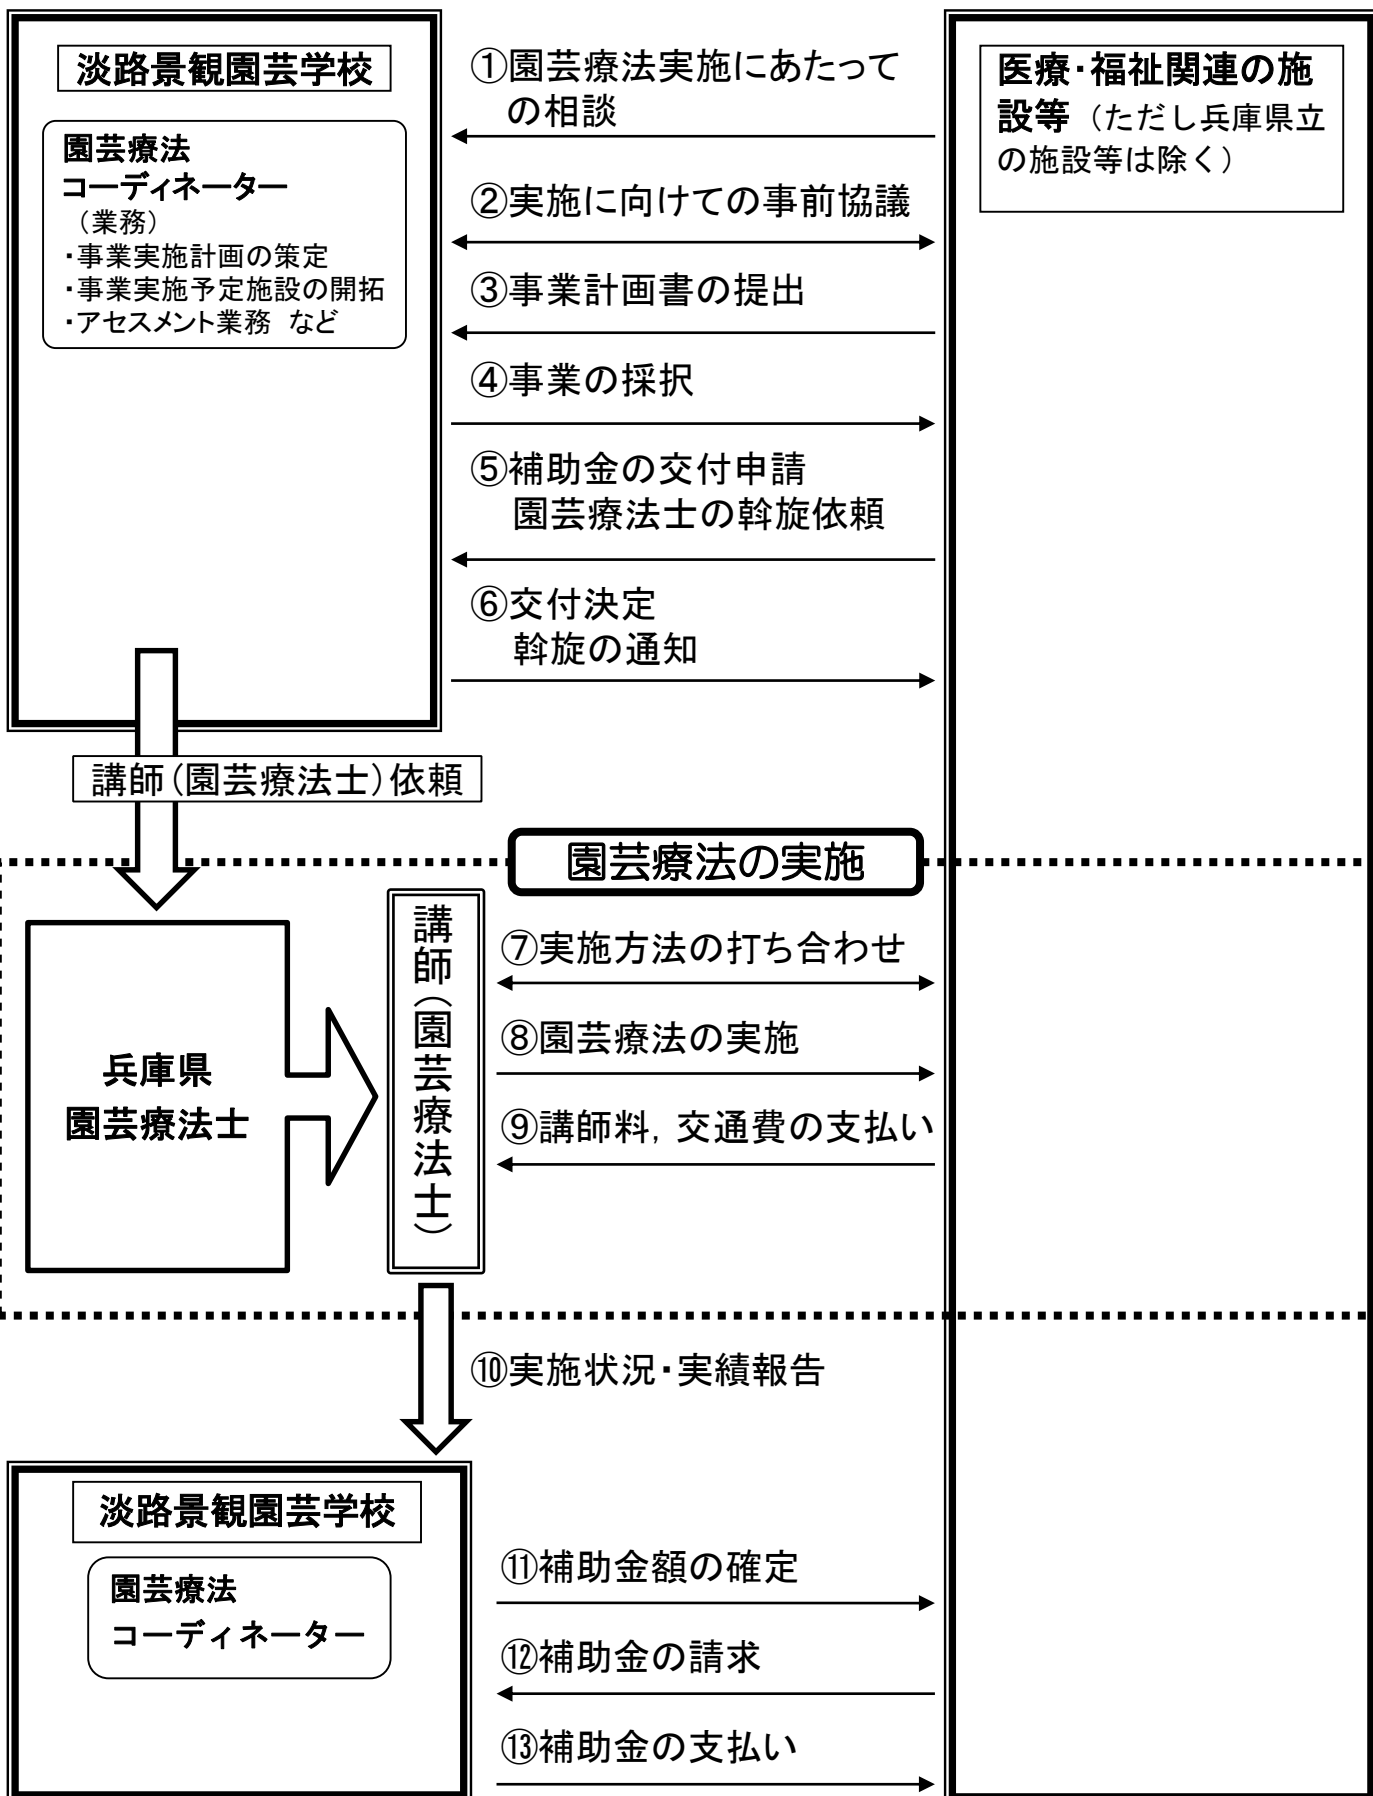 淡路景観園芸学校
園芸療法
コーディネーター
（業務）
・事業実施計画の策定
・事業実施予定施設の開拓
・アセスメント業務 など
①園芸療法実施にあたって
の相談
②実施に向けての事前協議
③事業計画書の提出
④事業の採択
⑤補助金の交付申請
園芸療法士の斡旋依頼
⑥交付決定
斡旋の通知
医療・福祉関連の施
設等（ただし兵庫県立
の施設等は除く）
講師（園芸療法士）依頼
園芸療法の実施
兵庫県
園芸療法士
講師（園芸療法士）
⑦実施方法の打ち合わせ
⑧園芸療法の実施
⑨講師料，交通費の支払い
⑩実施状況・実績報告
淡路景観園芸学校
園芸療法
コーディネーター
⑪補助金額の確定
⑫補助金の請求
⑬補助金の支払い